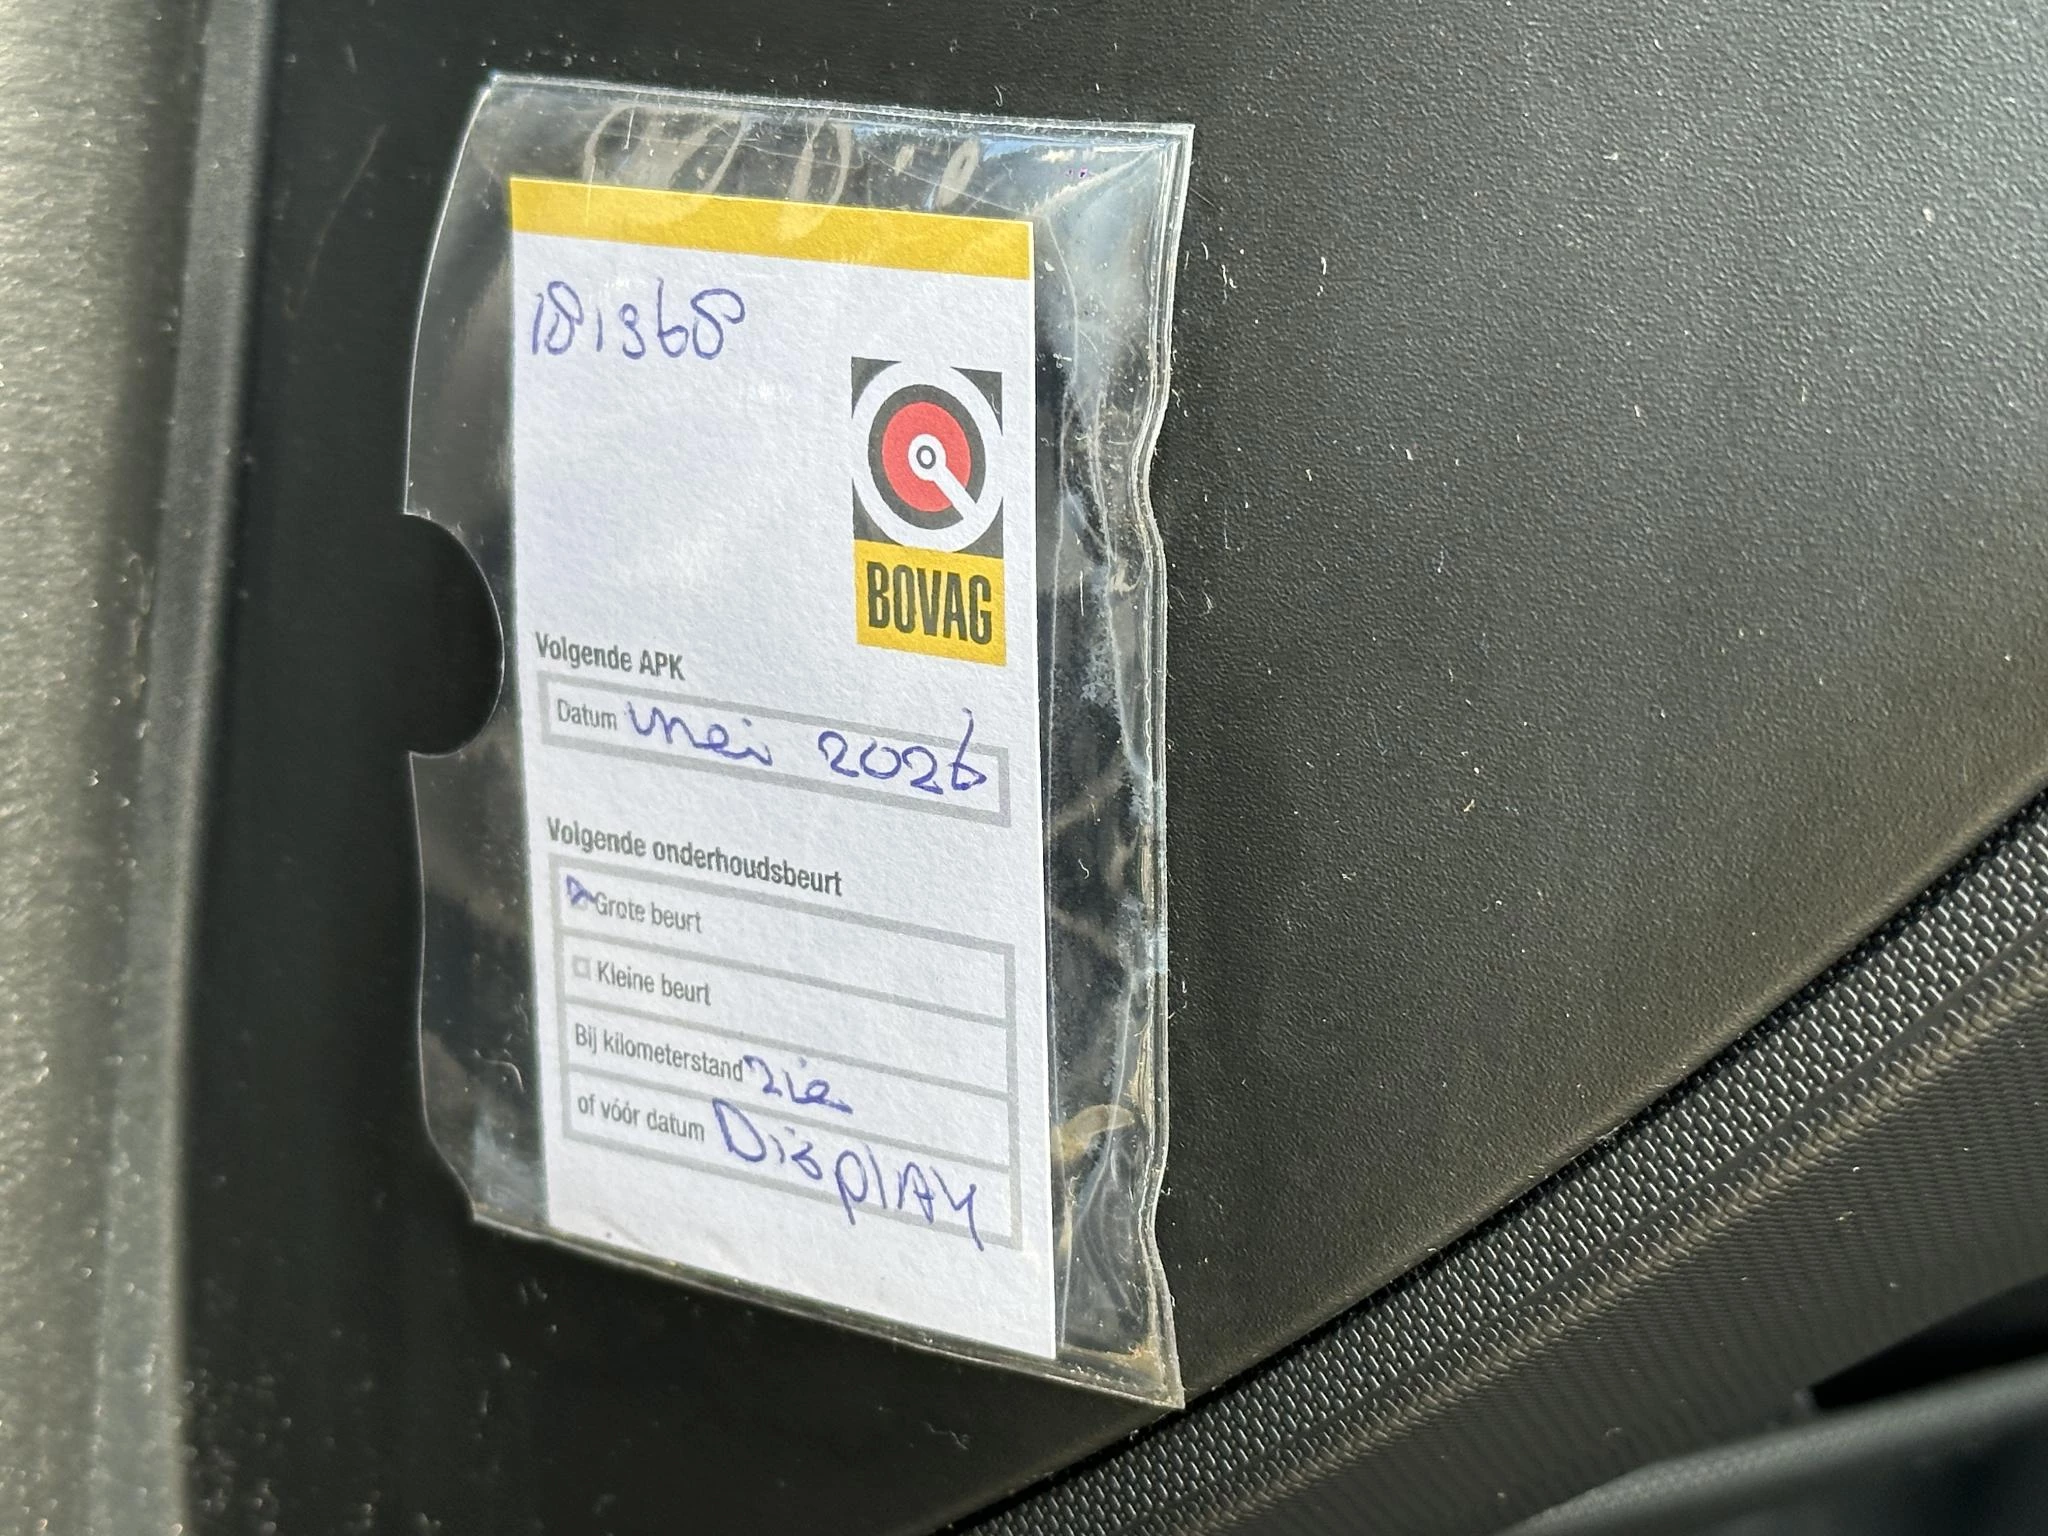 181968
BOVAG
Volgende APK
Datum mei 2026
Volgende onderhoudsbeurt
Grote beurt
Kleine beurt
Bij kilometerstand zie
of vóór datum Display